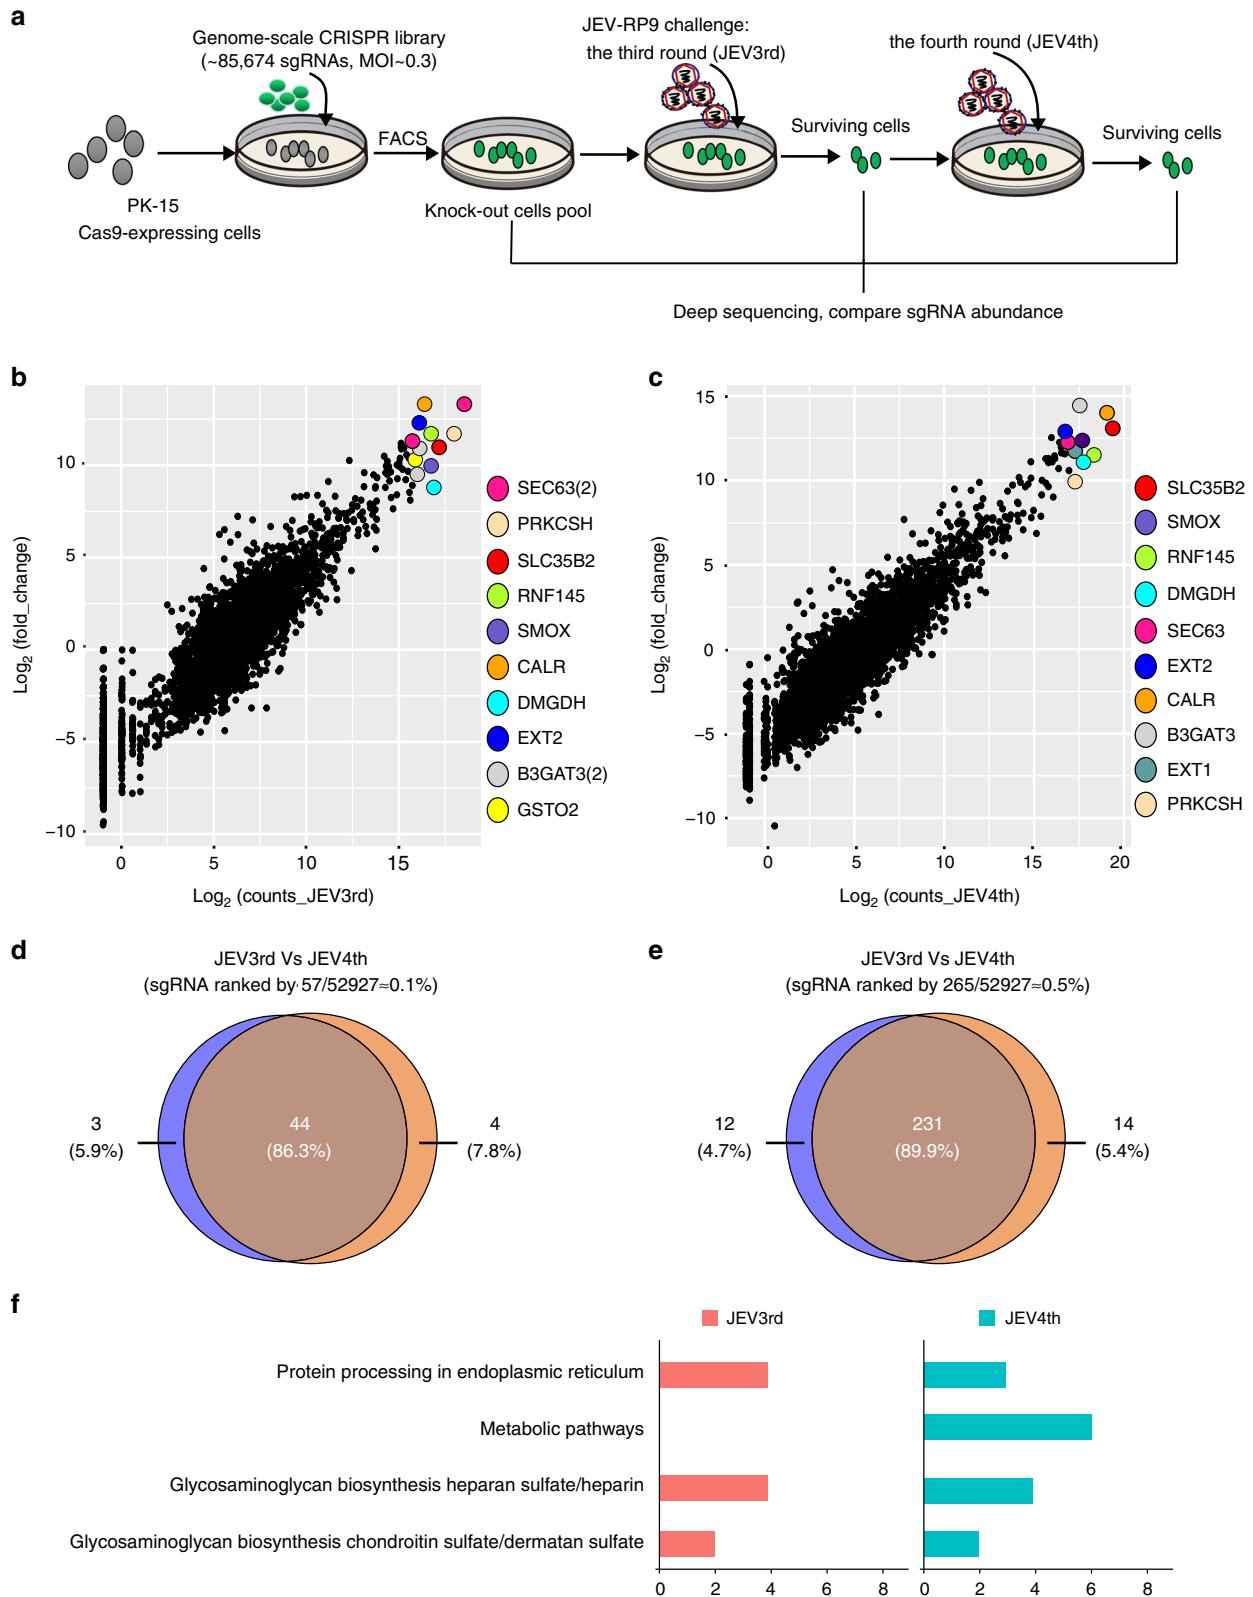 a
Genome-scale CRISPR library
(~85,674 sgRNAs, MOI~0.3)
JEV-RP9 challenge:
the third round (JEV3rd)
the fourth round (JEV4th)
FACS
Surviving cells
Surviving cells
PK-15
Cas9-expressing cells
Knock-out cells pool
Deep sequencing, compare sgRNA abundance
b
Log2 (fold_change)
10
5
0
−5
−10
0 5 10 15
Log2 (counts_JEV3rd)
SEC63(2)
PRKCSH
SLC35B2
RNF145
SMOX
CALR
DMGDH
EXT2
B3GAT3(2)
GSTO2
c
Log2 (fold_change)
15
10
5
0
−5
−10
0 5 10 15 20
Log2 (counts_JEV4th)
SLC35B2
SMOX
RNF145
DMGDH
SEC63
EXT2
CALR
B3GAT3
EXT1
PRKCSH
d
JEV3rd Vs JEV4th
(sgRNA ranked by 57/52927≈0.1%)
3
(5.9%)
44
(86.3%)
4
(7.8%)
e
JEV3rd Vs JEV4th
(sgRNA ranked by 265/52927≈0.5%)
12
(4.7%)
231
(89.9%)
14
(5.4%)
f
JEV3rd
JEV4th
Protein processing in endoplasmic reticulum
Metabolic pathways
Glycosaminoglycan biosynthesis heparan sulfate/heparin
Glycosaminoglycan biosynthesis chondroitin sulfate/dermatan sulfate
0 2 4 6 8
0 2 4 6 8